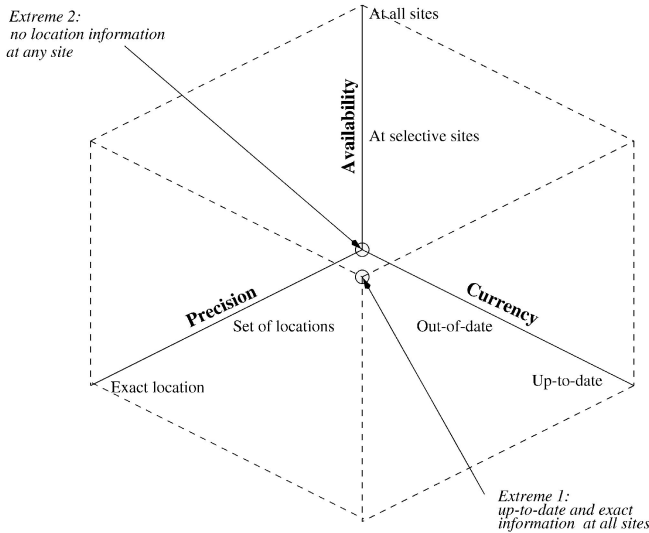 Extreme 2:
no location information
at any site
At all sites
Availability
At selective sites
Precision
Currency
Set of locations
Out-of-date
Exact location
Up-to-date
Extreme 1:
up-to-date and exact
information at all sites